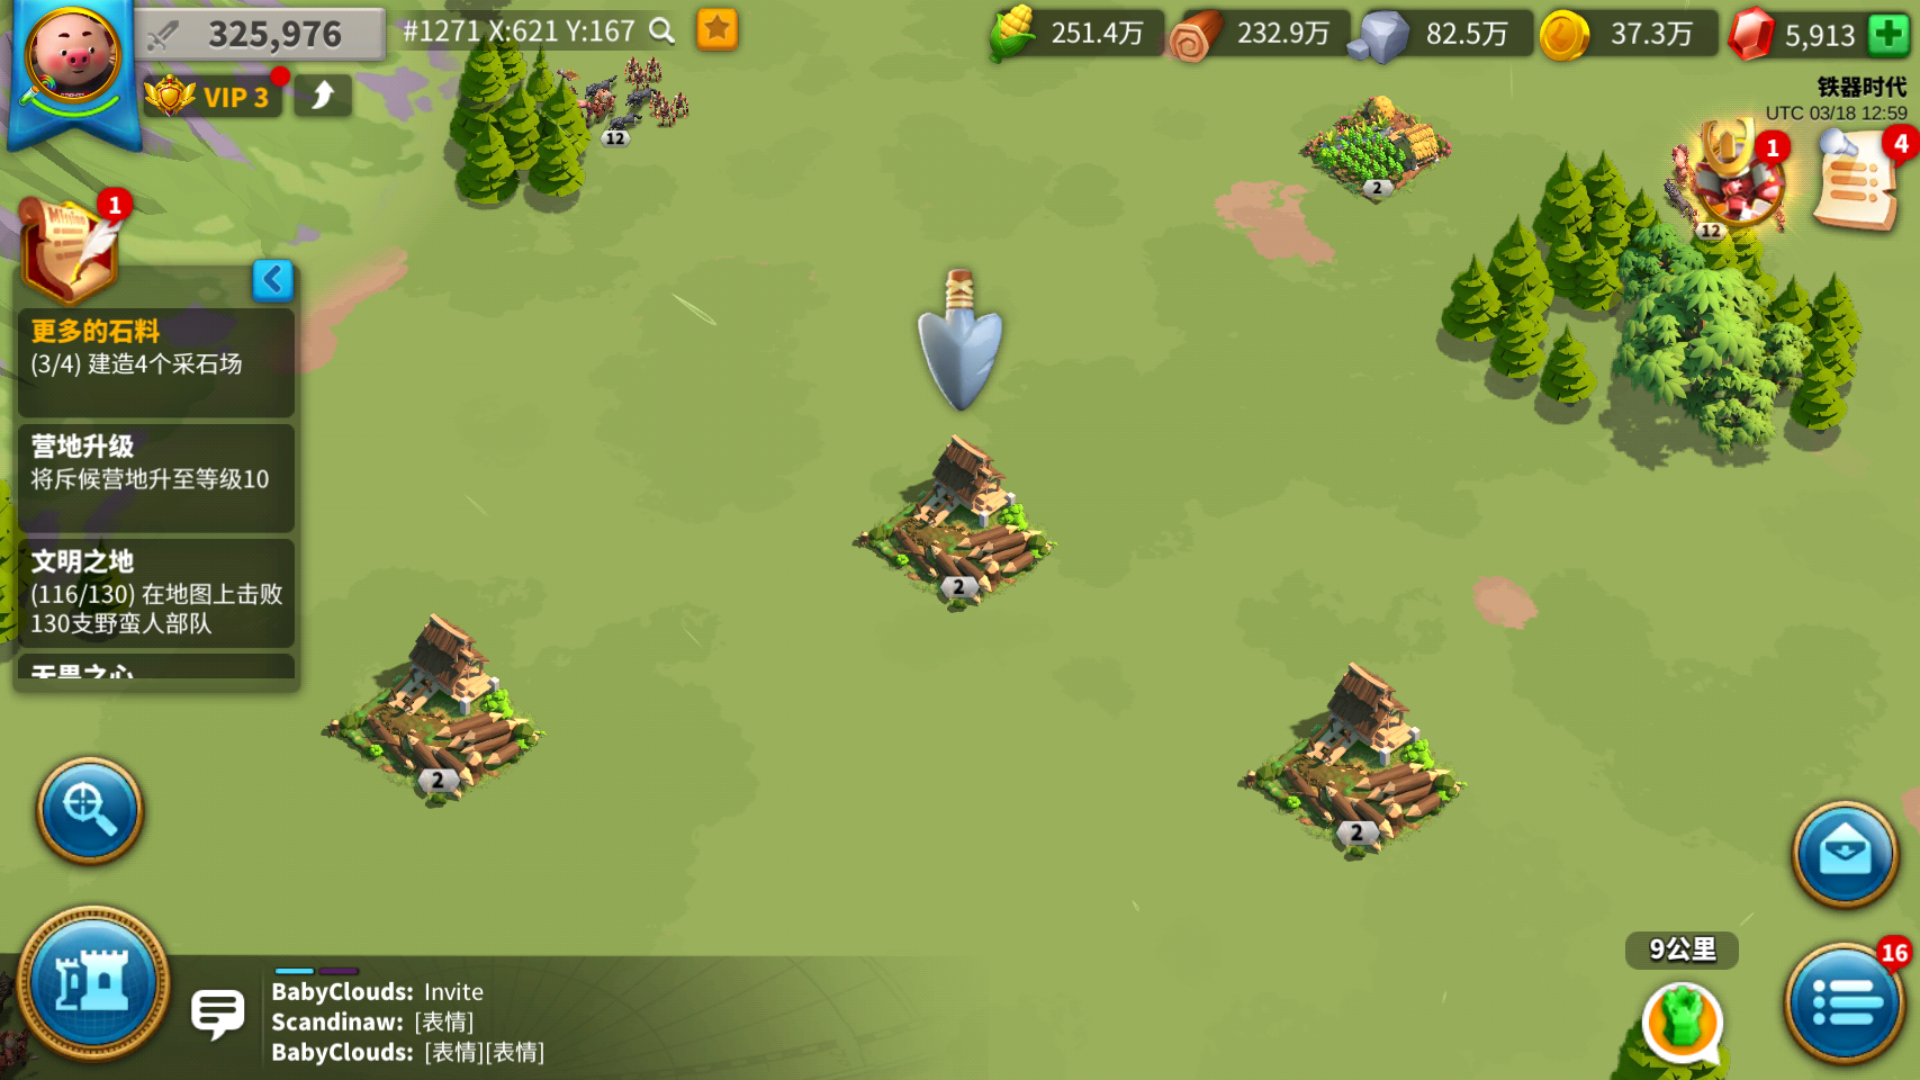 325,976
#1271 X:621 Y:167
251.4万
232.9万
82.5万
37.3万
5,913
VIP 3
铁器时代
UTC 03/18 12:59
12
2
1
4
12
Mission
1
更多的石料
(3/4) 建造4个采石场
营地升级
将斥候营地升至等级10
文明之地
(116/130) 在地图上击败
130支野蛮人部队
无畏之心
2
2
2
9公里
16
BabyClouds: Invite
Scandinaw: [表情]
BabyClouds: [表情][表情]